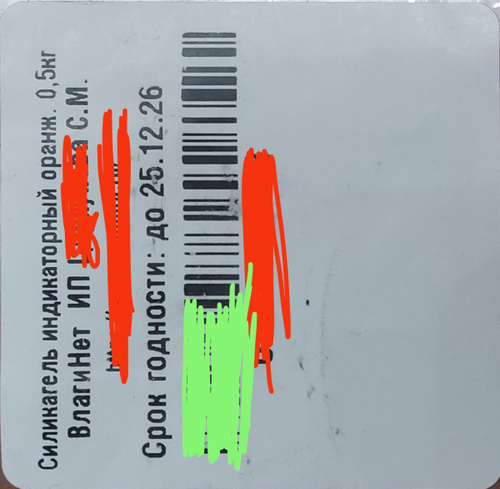 Силикагель индикаторный оранж. 0,5кг
ВлагиНет ИП С.М.
Срок годности: до 25.12.26